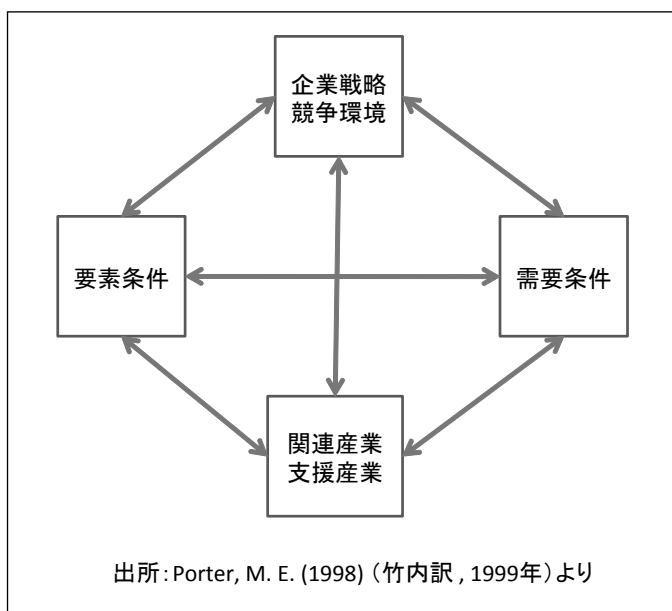 企業戦略
競争環境
要素条件
需要条件
関連産業
支援産業
出所:Porter, M. E. (1998) (竹内訳 , 1999年)より